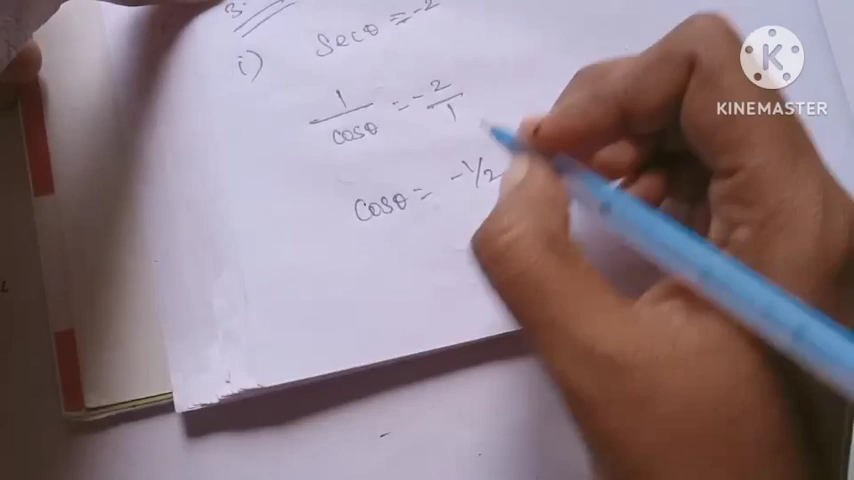 3.
i) secθ = -2
1/cosθ = -2/1
cosθ = -1/2
K
KINEMASTER